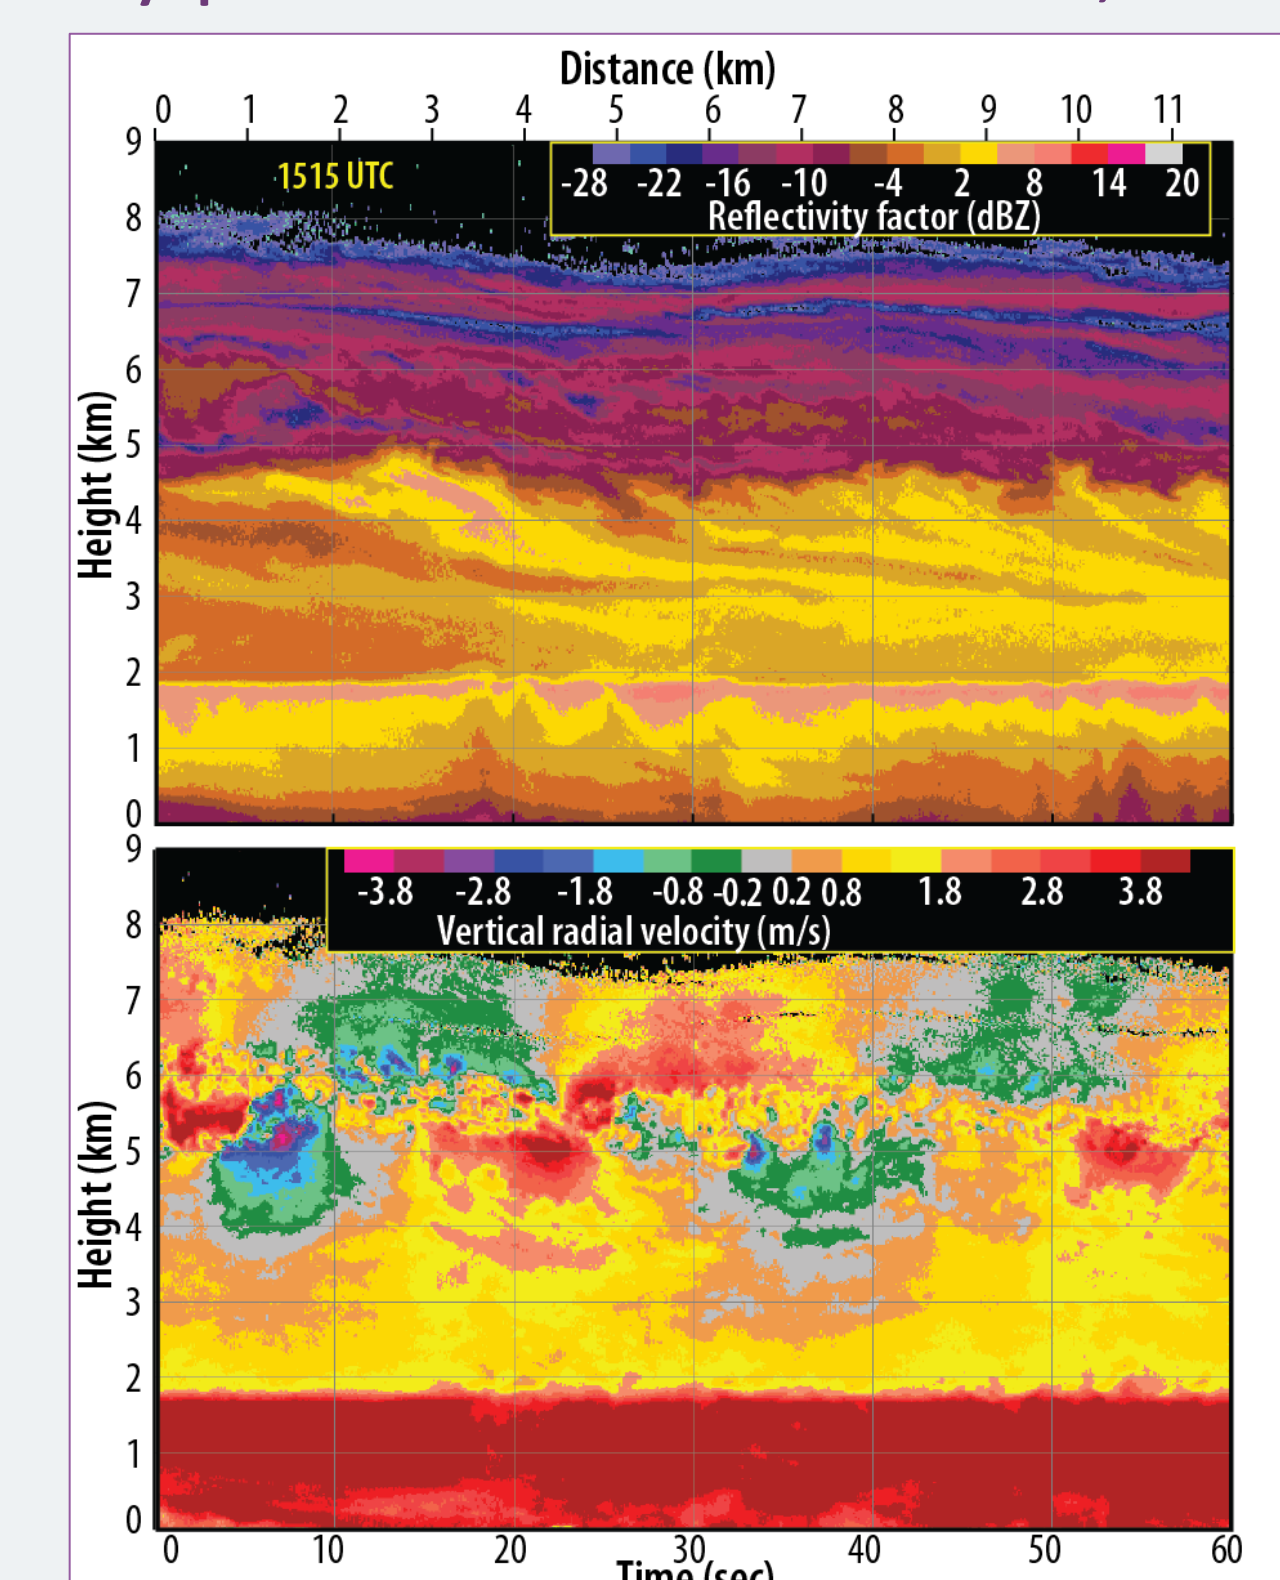 Distance (km)
0 1 2 3 4 5 6 7 8 9 10 11
9
1515 UTC
-28 -22 -16 -10 -4 2 8 14 20
Reflectivity factor (dBZ)
8
7
6
5
4
3
2
1
0
Height (km)
9
-3.8 -2.8 -1.8 -0.8 -0.2 0.2 0.8 1.8 2.8 3.8
Vertical radial velocity (m/s)
8
7
6
5
4
3
2
1
0
Height (km)
0 10 20 30 40 50 60
Time (sec)